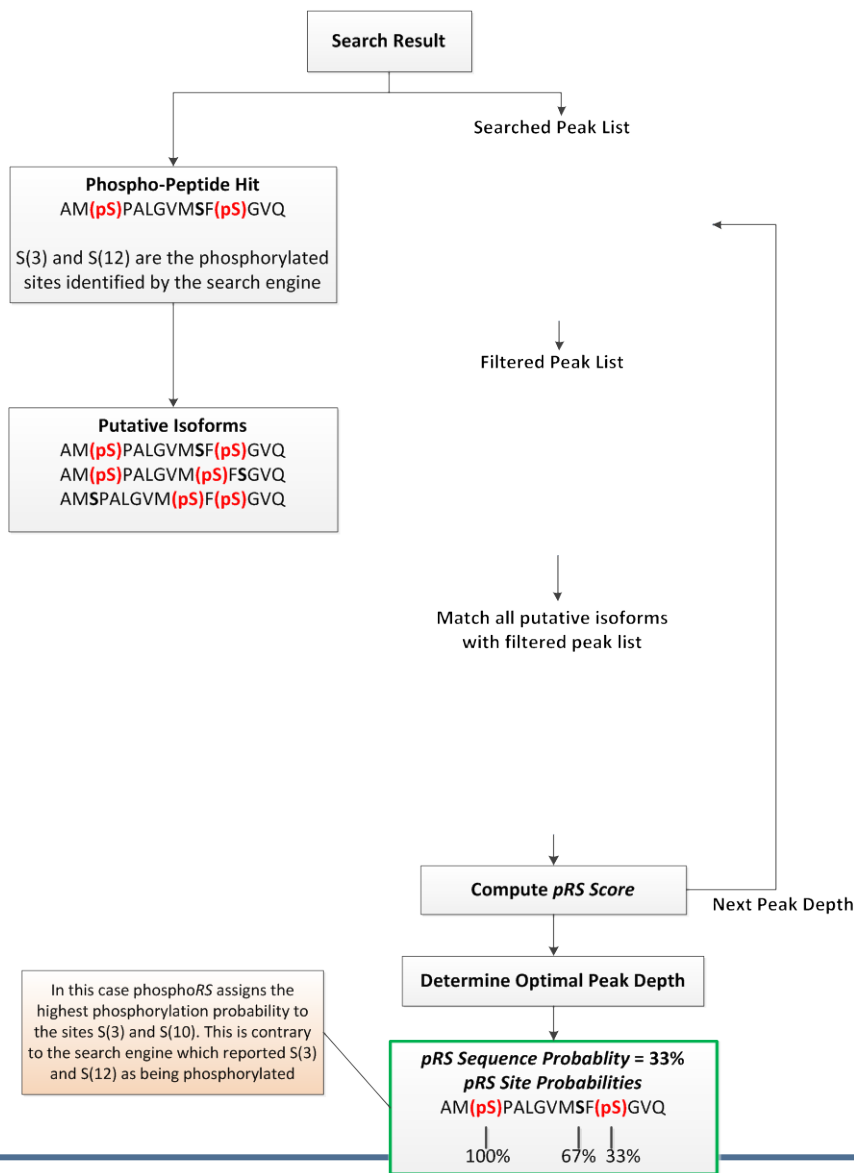 Search Result
Searched Peak List
Phospho-Peptide Hit
AM(pS)PALGVMSF(pS)GVQ
S(3) and S(12) are the phosphorylated
sites identified by the search engine
Filtered Peak List
Putative Isoforms
AM(pS)PALGVMSF(pS)GVQ
AM(pS)PALGVM(pS)FSGVQ
AMSPALGVM(pS)F(pS)GVQ
Match all putative isoforms
with filtered peak list
Compute pRS Score
Next Peak Depth
Determine Optimal Peak Depth
In this case phosphoRS assigns the
highest phosphorylation probability to
the sites S(3) and S(10). This is contrary
to the search engine which reported S(3)
and S(12) as being phosphorylated
pRS Sequence Probablity = 33%
pRS Site Probabilities
AM(pS)PALGVMSF(pS)GVQ
100% 67% 33%